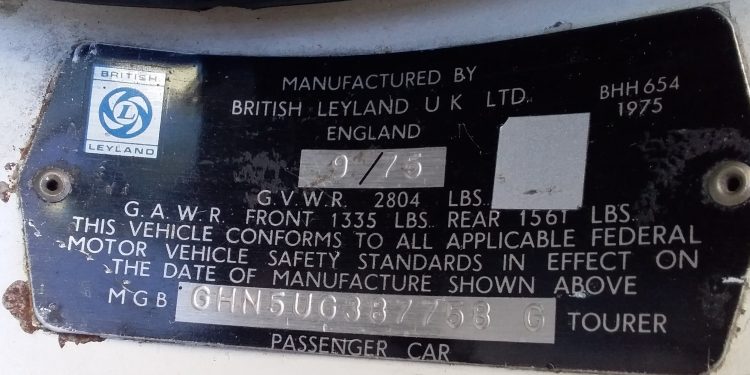 BRITISH
L
LEYLAND
MANUFACTURED BY
BRITISH LEYLAND U K LTD.
ENGLAND
BHH 654
1975
9/75
G.V.W.R. 2804 LBS.
G.A.W.R. FRONT 1335 LBS. REAR 1561 LBS.
THIS VEHICLE CONFORMS TO ALL APPLICABLE FEDERAL
MOTOR VEHICLE SAFETY STANDARDS IN EFFECT ON
THE DATE OF MANUFACTURE SHOWN ABOVE
MGB GHN5UG387758 G TOURER
PASSENGER CAR